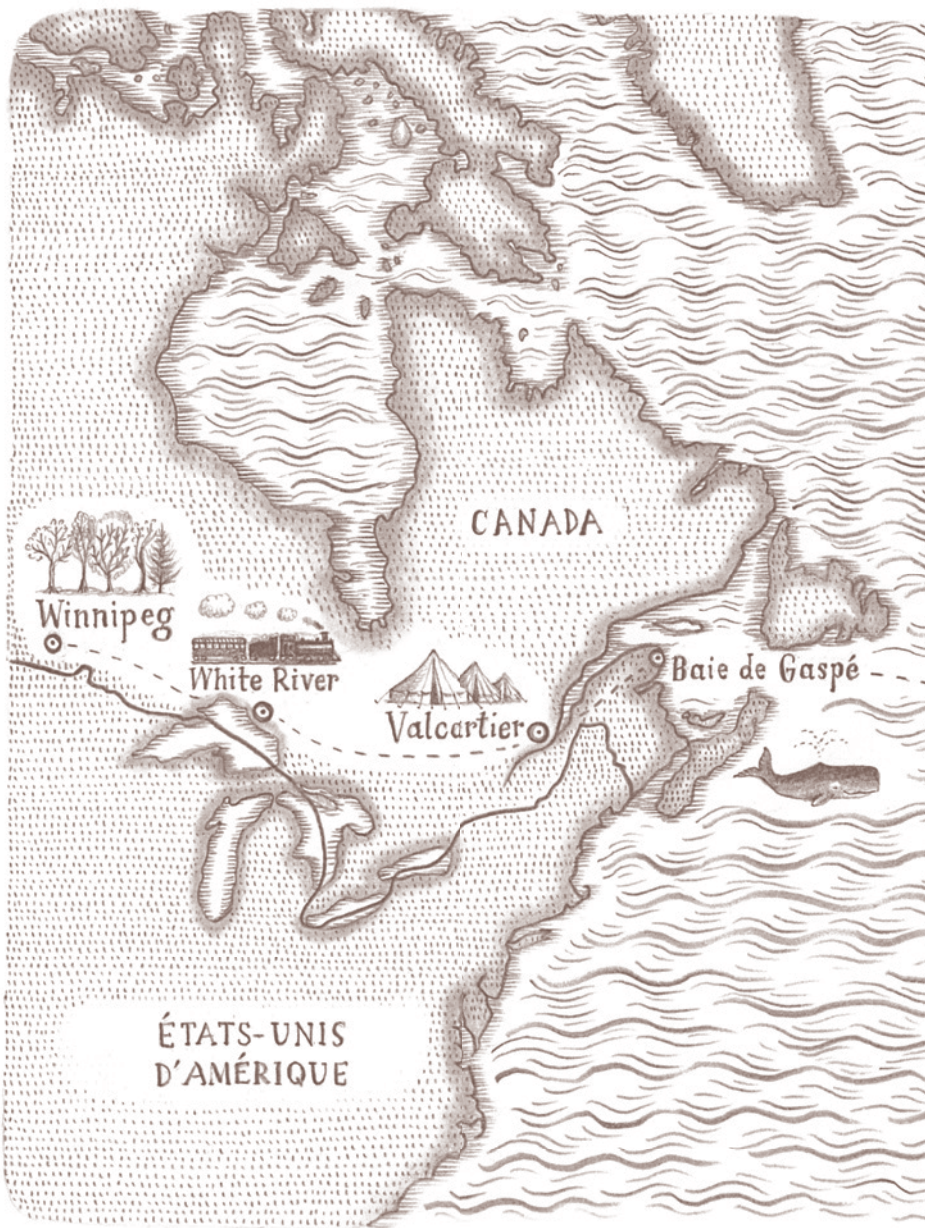 CANADA
Winnipeg
White River
Valcartier
Baie de Gaspé
ÉTATS-UNIS
D'AMÉRIQUE